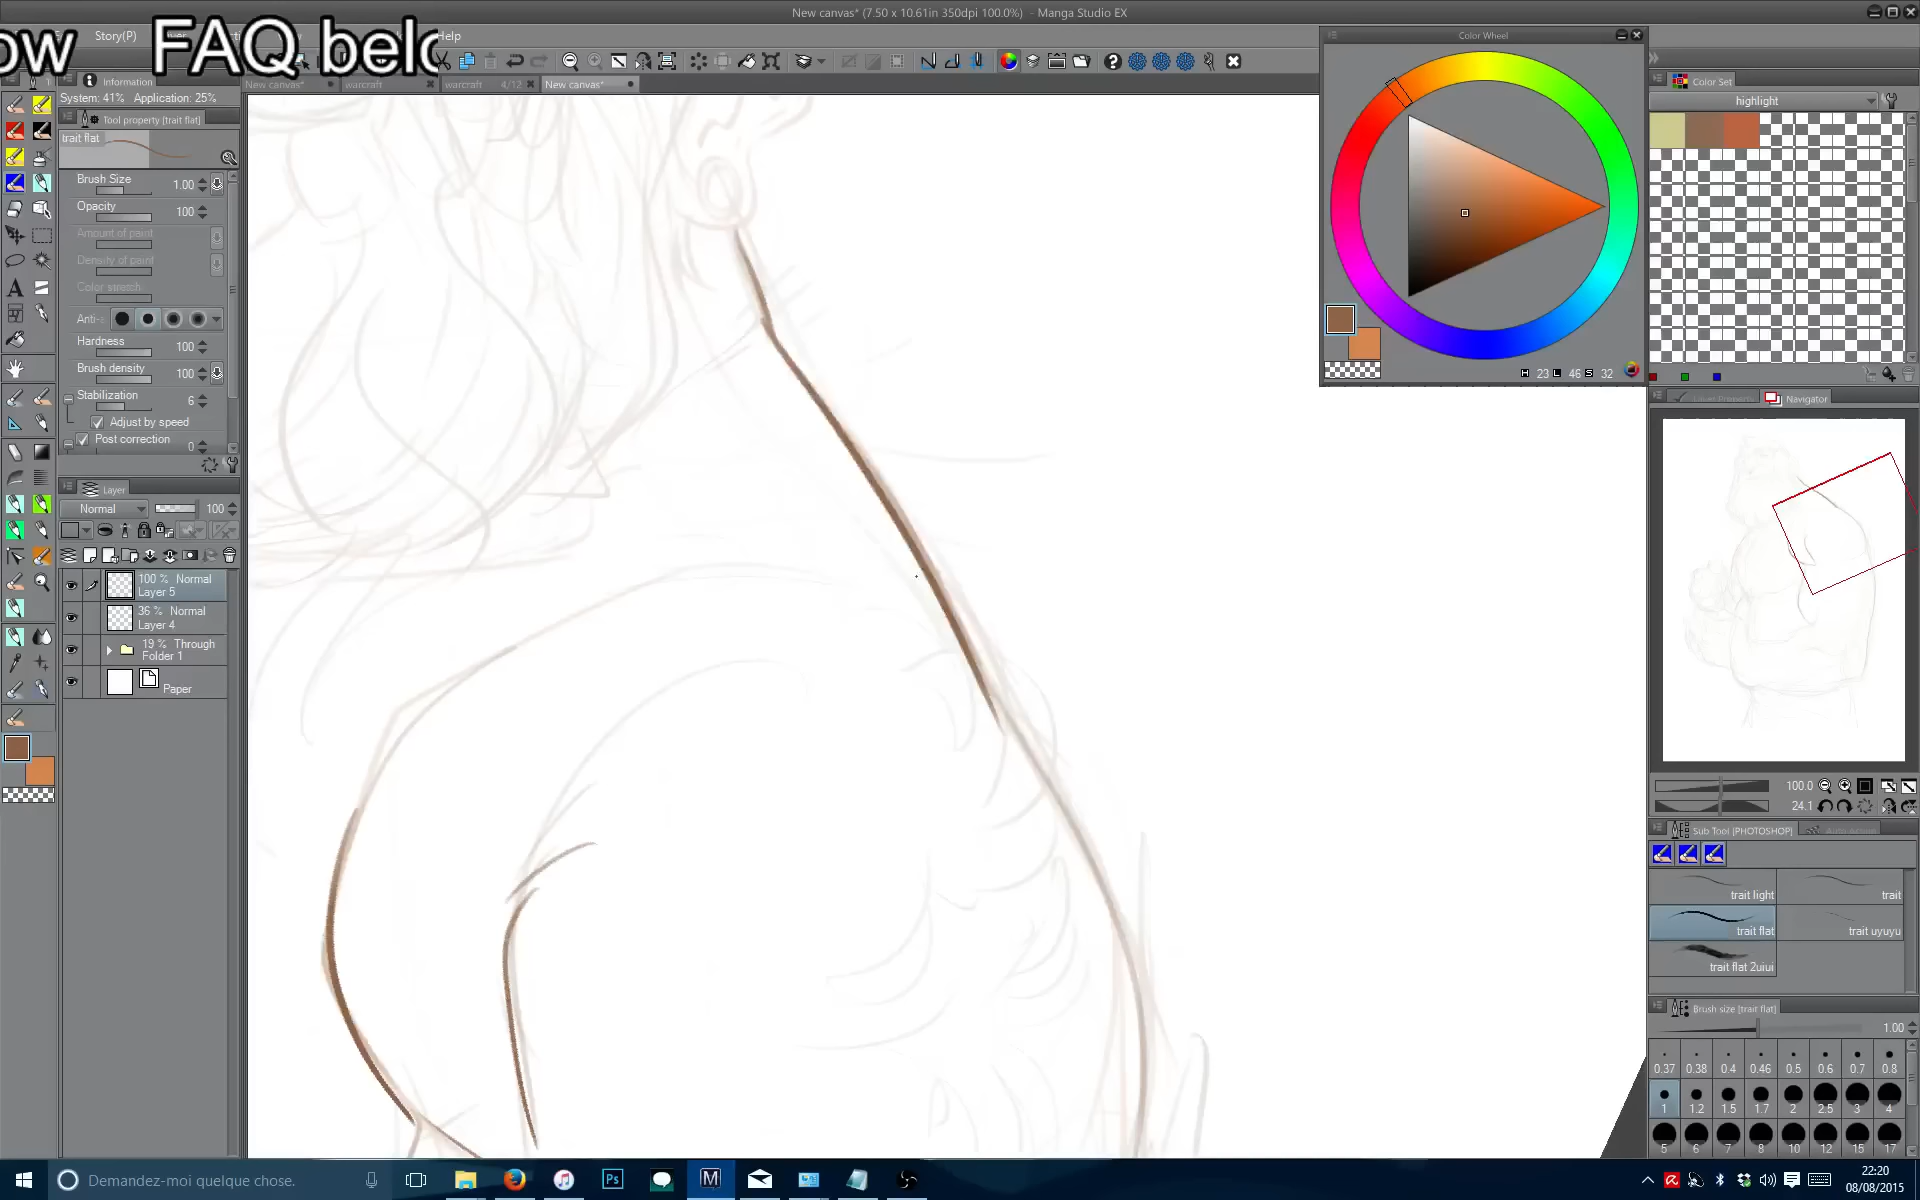 New canvas* (7.50 x 10.61in 350dpi 100.0%) - Manga Studio EX
ow FAQ belo
Story(P)
Help
Information
System: 41% Application: 25%
Tool property [trait flat]
trait flat
Brush Size 1.00
Opacity 100
Amount of paint
Density of paint
Color stretch
Anti-
Hardness 100
Brush density 100
Stabilization 6
Adjust by speed
Post correction 0
Layer
Normal 100
100 % Normal
Layer 5
36 % Normal
Layer 4
19 % Through
Folder 1
Paper
New canvas* warcraft warcraft 4/12 New canvas*
Color Wheel
H 23 L 46 S 32
Color Set
highlight
Layer Property Navigator
100.0
24.1
Sub Tool [PHOTOSHOP] Auto Action
trait light trait
trait flat trait uyuyu
trait flat 2uiui
Brush size [trait flat]
1.00
0.37 0.38 0.4 0.46 0.5 0.6 0.7 0.8
1 1.2 1.5 1.7 2 2.5 3 4
5 6 7 8 10 12 15 17
Demandez-moi quelque chose.
Ps
M
22:20
08/08/2015